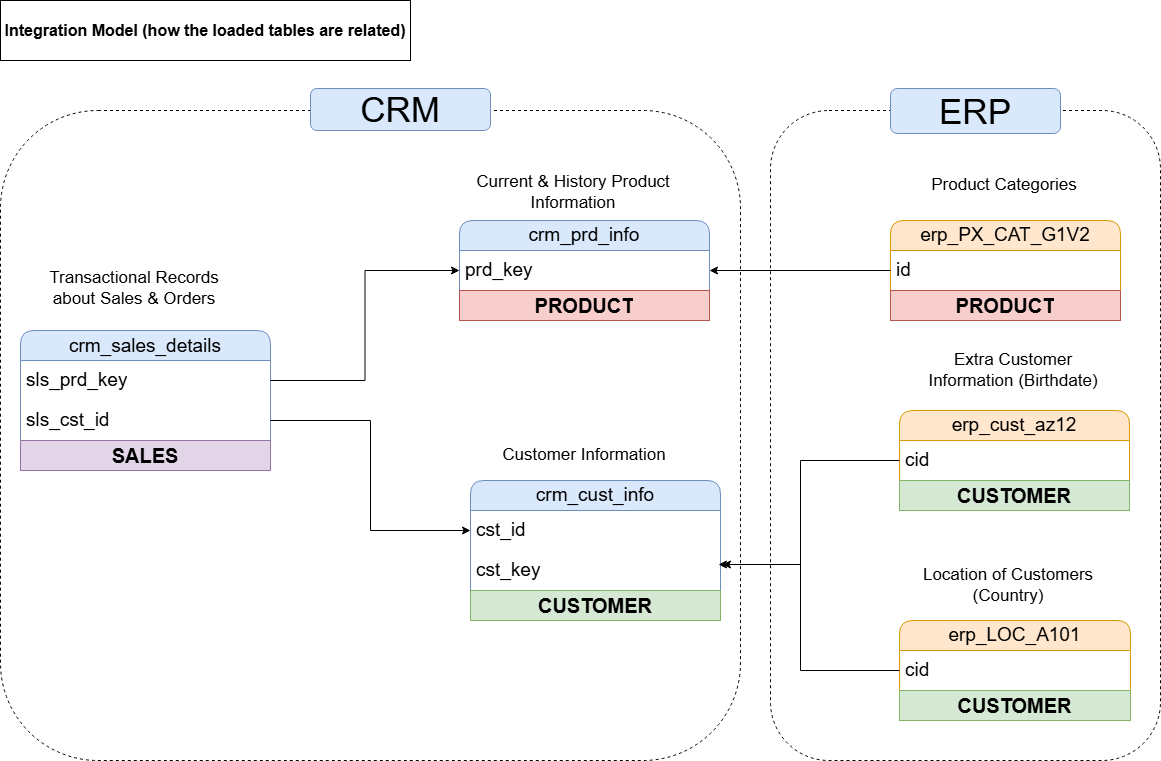 Integration Model (how the loaded tables are related)
CRM
Transactional Records
about Sales & Orders
crm_sales_details
sls_prd_key
sls_cst_id
SALES
Current & History Product
Information
crm_prd_info
prd_key
PRODUCT
Customer Information
crm_cust_info
cst_id
cst_key
CUSTOMER
ERP
Product Categories
erp_PX_CAT_G1V2
id
PRODUCT
Extra Customer
Information (Birthdate)
erp_cust_az12
cid
CUSTOMER
Location of Customers
(Country)
erp_LOC_A101
cid
CUSTOMER